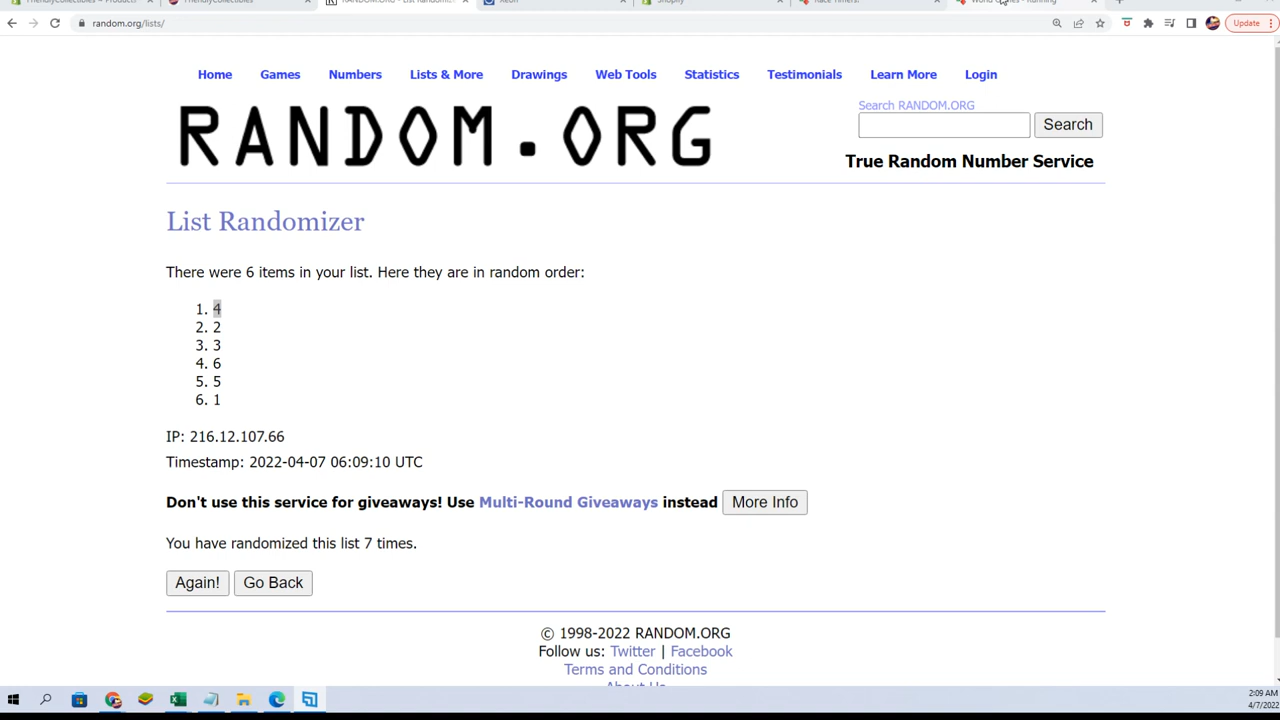 random.org/lists/
Update
Home Games Numbers Lists & More Drawings Web Tools Statistics Testimonials Learn More Login
RANDOM.ORG
Search RANDOM.ORG
Search
True Random Number Service
List Randomizer
There were 6 items in your list. Here they are in random order:
1. 4
2. 2
3. 3
4. 6
5. 5
6. 1
IP: 216.12.107.66
Timestamp: 2022-04-07 06:09:10 UTC
Don't use this service for giveaways! Use Multi-Round Giveaways instead More Info
You have randomized this list 7 times.
Again! Go Back
© 1998-2022 RANDOM.ORG
Follow us: Twitter | Facebook
Terms and Conditions
About Us
2:09 AM
4/7/2022